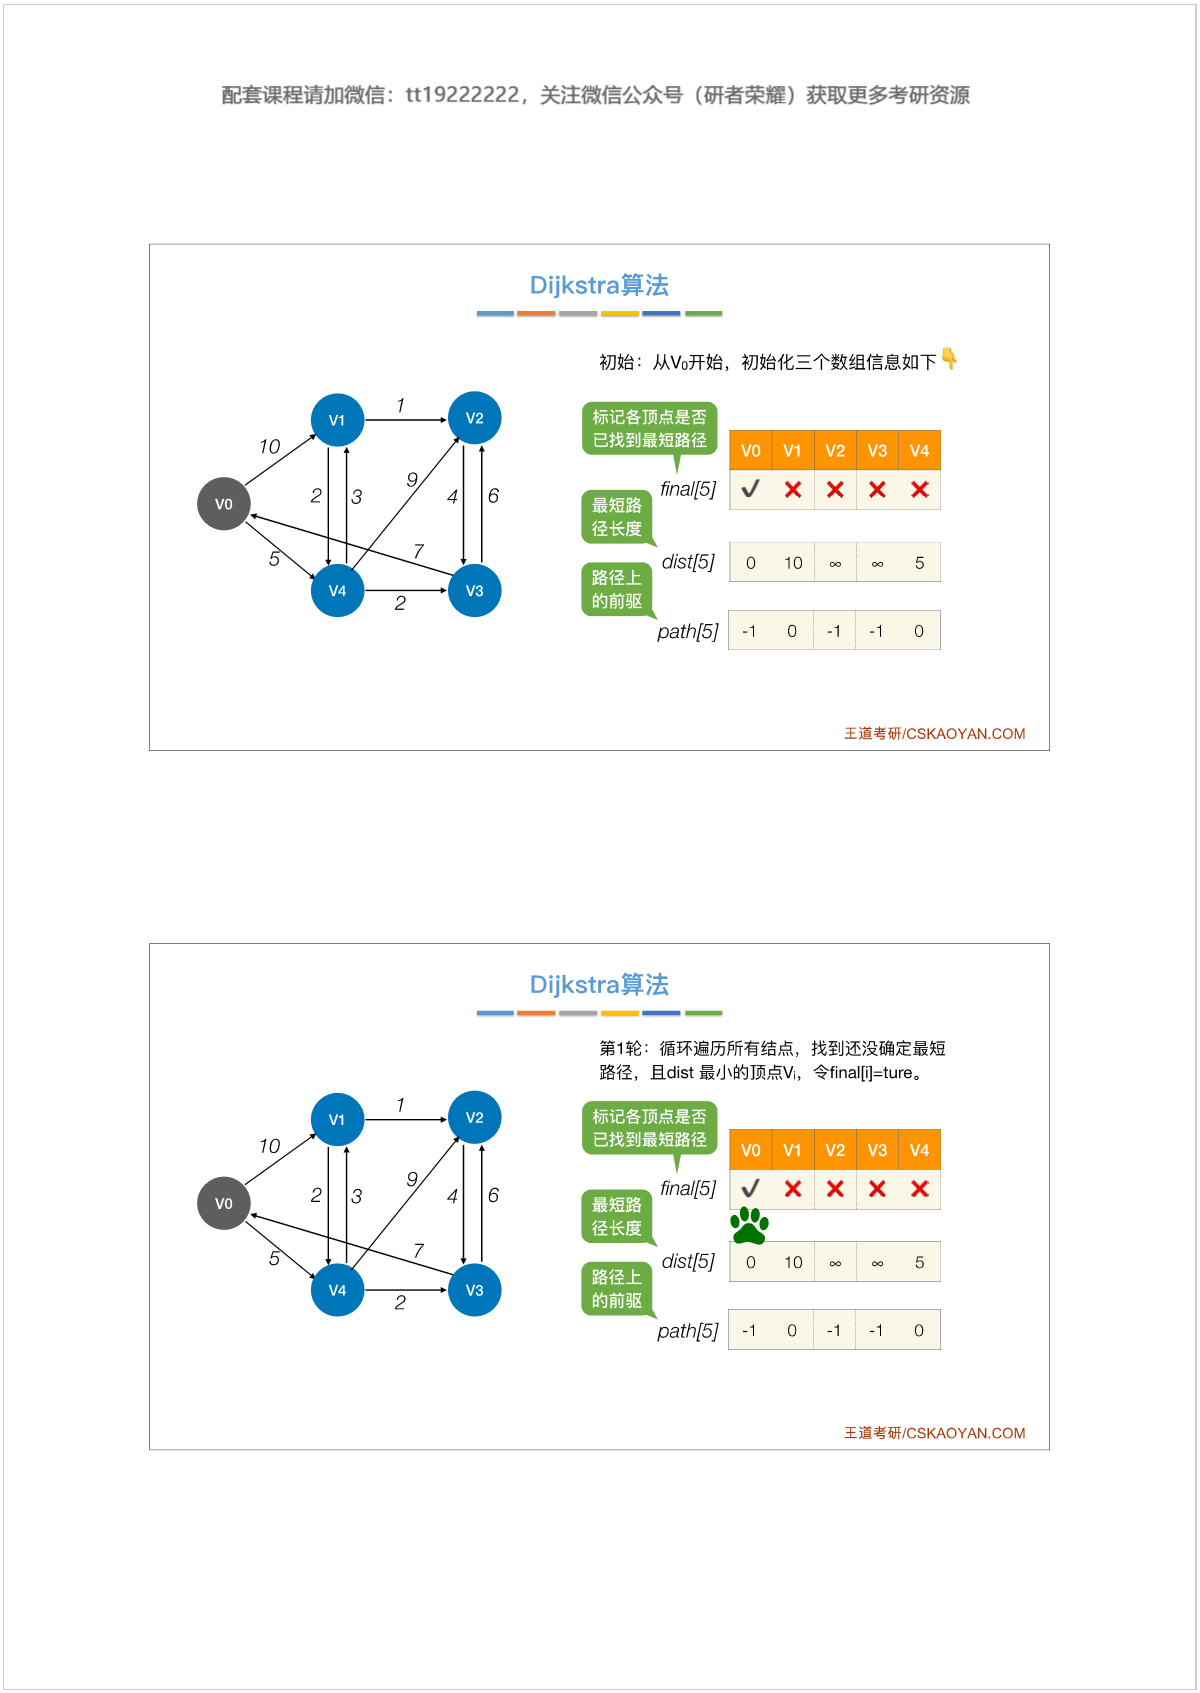 配套课程请加微信：tt19222222，关注微信公众号（研者荣耀）获取更多考研资源
Dijkstra算法
初始：从V₀开始，初始化三个数组信息如下
V1
1
V2
10
V0
2
3
9
4
6
5
7
V4
2
V3
标记各顶点是否
已找到最短路径
V0 V1 V2 V3 V4
final[5]
最短路
径长度
dist[5] 0 10 ∞ ∞ 5
路径上
的前驱
path[5] -1 0 -1 -1 0
王道考研/CSKAOYAN.COM
Dijkstra算法
第1轮：循环遍历所有结点，找到还没确定最短
路径，且dist 最小的顶点Vᵢ，令final[i]=ture。
V1
1
V2
10
V0
2
3
9
4
6
5
7
V4
2
V3
标记各顶点是否
已找到最短路径
V0 V1 V2 V3 V4
final[5]
最短路
径长度
dist[5] 0 10 ∞ ∞ 5
路径上
的前驱
path[5] -1 0 -1 -1 0
王道考研/CSKAOYAN.COM